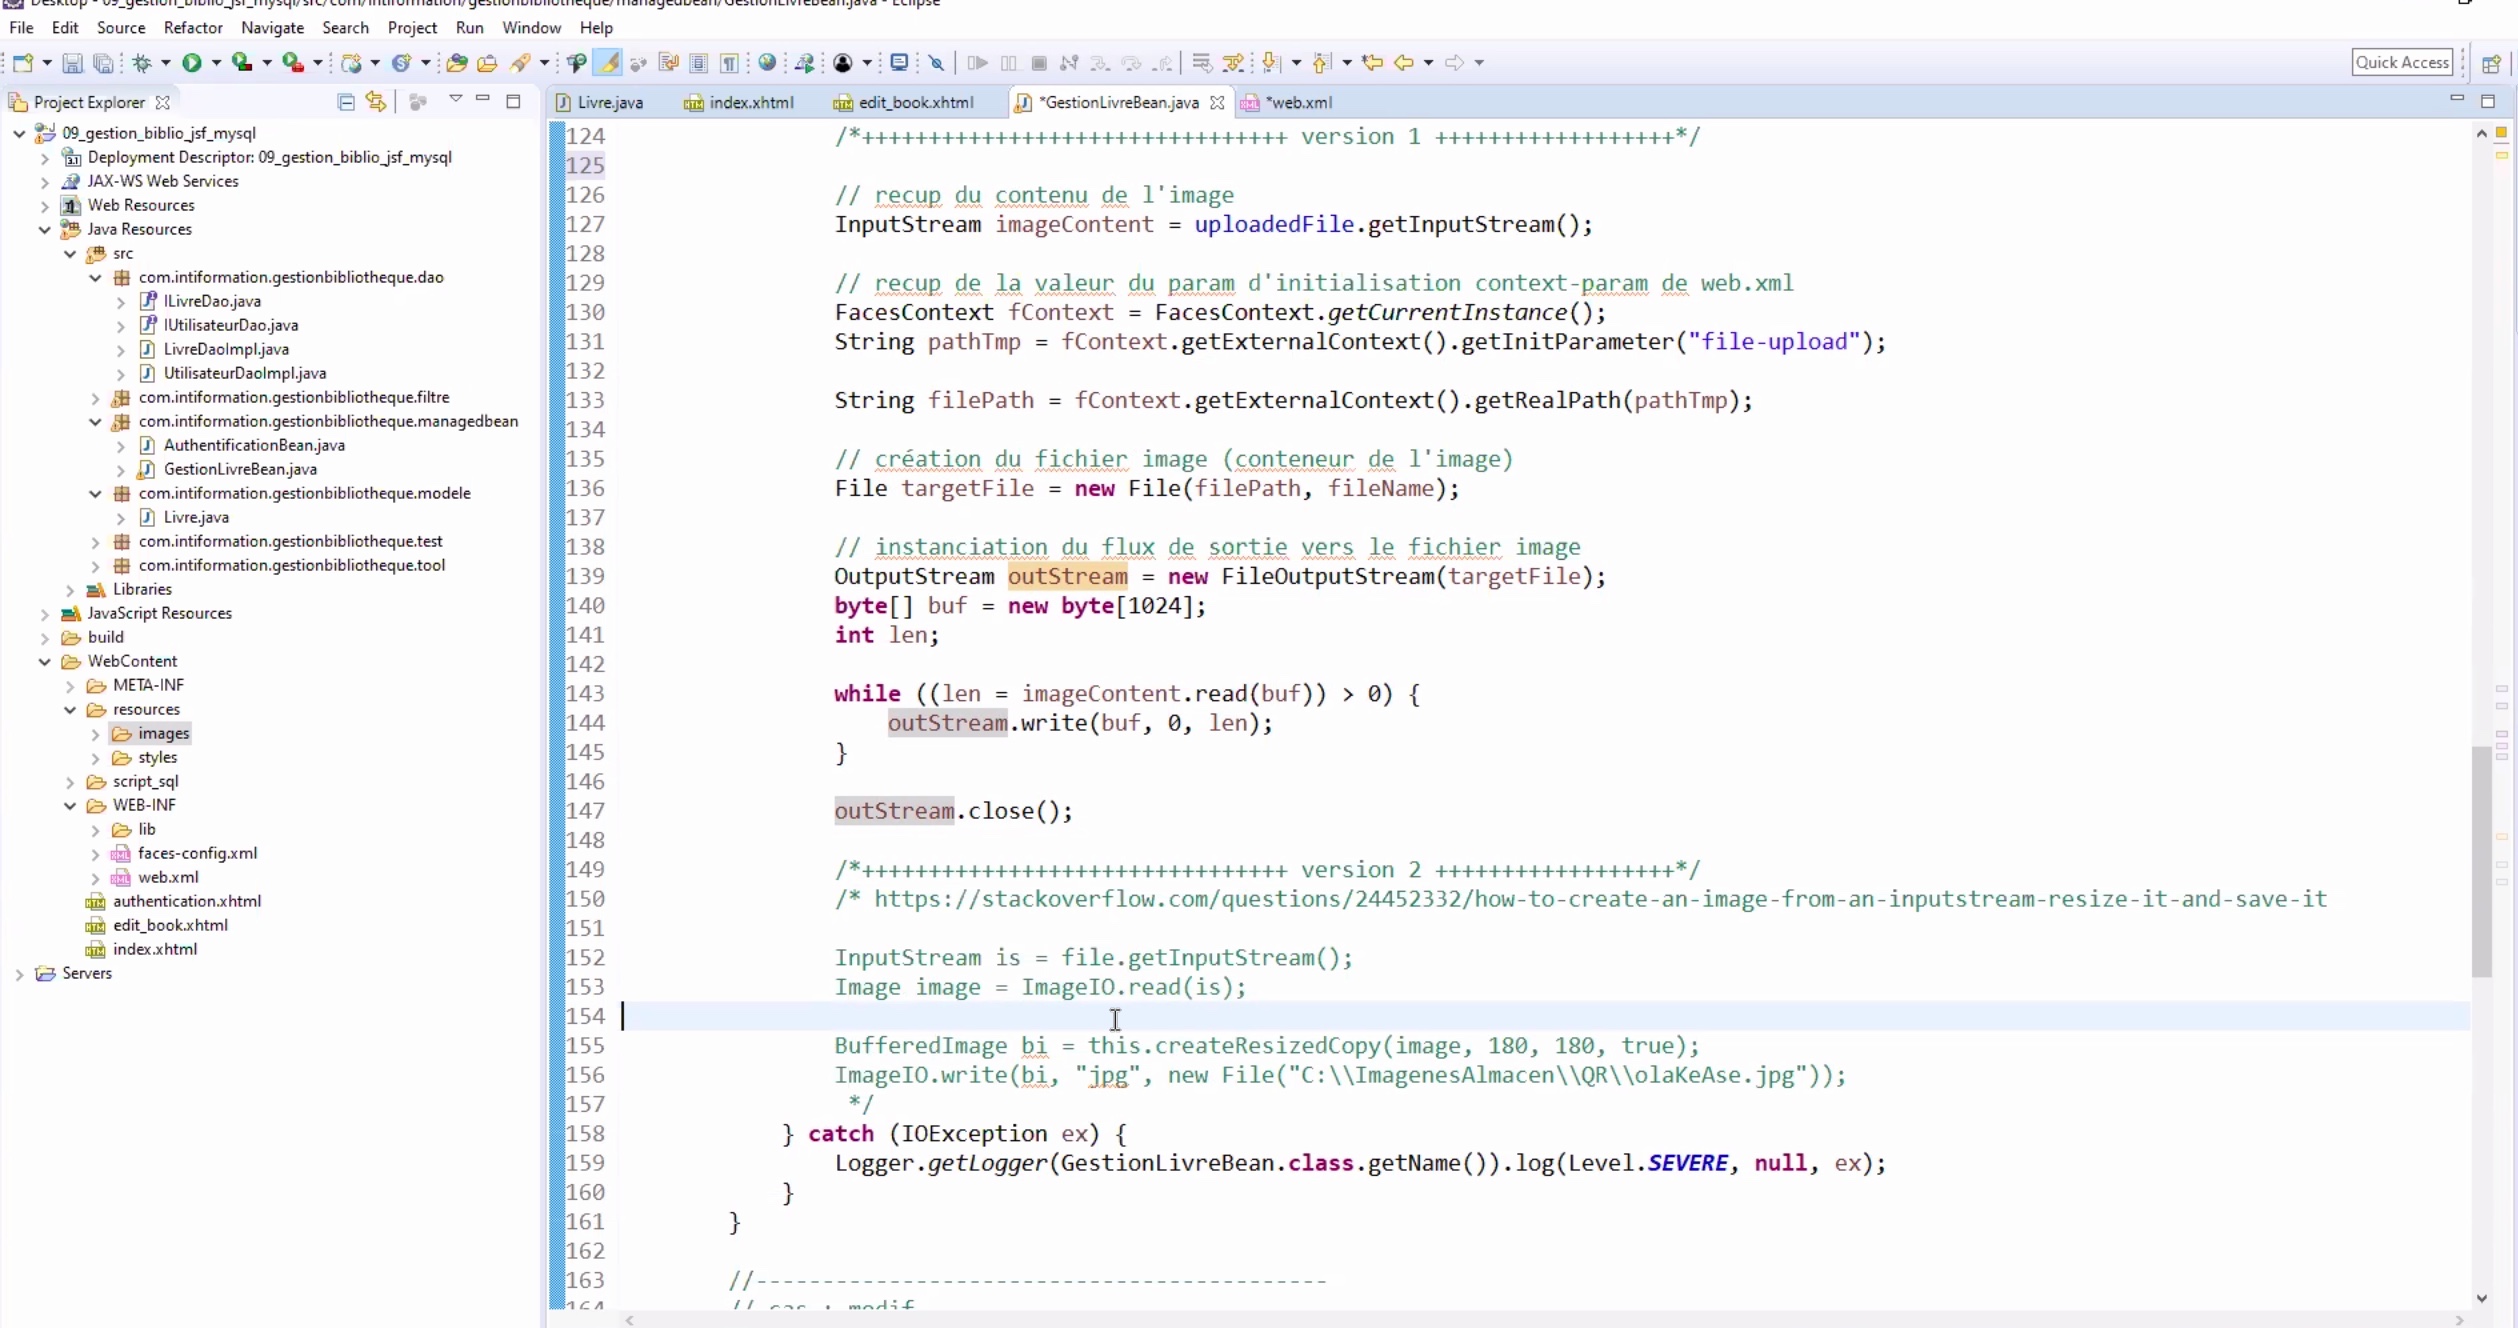 Desktop - 09_gestion_biblio_jsf_mysql/src/com/intiformation/gestionbibliotheque/managedbean/GestionLivreBean.java - Eclipse
File Edit Source Refactor Navigate Search Project Run Window Help
Quick Access
Project Explorer
Livre.java index.xhtml edit_book.xhtml *GestionLivreBean.java *web.xml
09_gestion_biblio_jsf_mysql
Deployment Descriptor: 09_gestion_biblio_jsf_mysql
JAX-WS Web Services
Web Resources
Java Resources
src
com.intiformation.gestionbibliotheque.dao
ILivreDao.java
IUtilisateurDao.java
LivreDaoImpl.java
UtilisateurDaoImpl.java
com.intiformation.gestionbibliotheque.filtre
com.intiformation.gestionbibliotheque.managedbean
AuthentificationBean.java
GestionLivreBean.java
com.intiformation.gestionbibliotheque.modele
Livre.java
com.intiformation.gestionbibliotheque.test
com.intiformation.gestionbibliotheque.tool
Libraries
JavaScript Resources
build
WebContent
META-INF
resources
images
styles
script_sql
WEB-INF
lib
faces-config.xml
web.xml
authentication.xhtml
edit_book.xhtml
index.xhtml
Servers
124 /*++++++++++++++++++++++++++++++++ version 1 ++++++++++++++++++*/
125
126 // recup du contenu de l'image
127 InputStream imageContent = uploadedFile.getInputStream();
128
129 // recup de la valeur du param d'initialisation context-param de web.xml
130 FacesContext fContext = FacesContext.getCurrentInstance();
131 String pathTmp = fContext.getExternalContext().getInitParameter("file-upload");
132
133 String filePath = fContext.getExternalContext().getRealPath(pathTmp);
134
135 // création du fichier image (conteneur de l'image)
136 File targetFile = new File(filePath, fileName);
137
138 // instanciation du flux de sortie vers le fichier image
139 OutputStream outStream = new FileOutputStream(targetFile);
140 byte[] buf = new byte[1024];
141 int len;
142
143 while ((len = imageContent.read(buf)) > 0) {
144 outStream.write(buf, 0, len);
145 }
146
147 outStream.close();
148
149 /*++++++++++++++++++++++++++++++++ version 2 ++++++++++++++++++*/
150 /* https://stackoverflow.com/questions/24452332/how-to-create-an-image-from-an-inputstream-resize-it-and-save-it
151
152 InputStream is = file.getInputStream();
153 Image image = ImageIO.read(is);
154
155 BufferedImage bi = this.createResizedCopy(image, 180, 180, true);
156 ImageIO.write(bi, "jpg", new File("C:\\ImagenesAlmacen\\QR\\olaKeAse.jpg"));
157 */
158 } catch (IOException ex) {
159 Logger.getLogger(GestionLivreBean.class.getName()).log(Level.SEVERE, null, ex);
160 }
161 }
162
163 //-------------------------------------------
164 // cas : modif